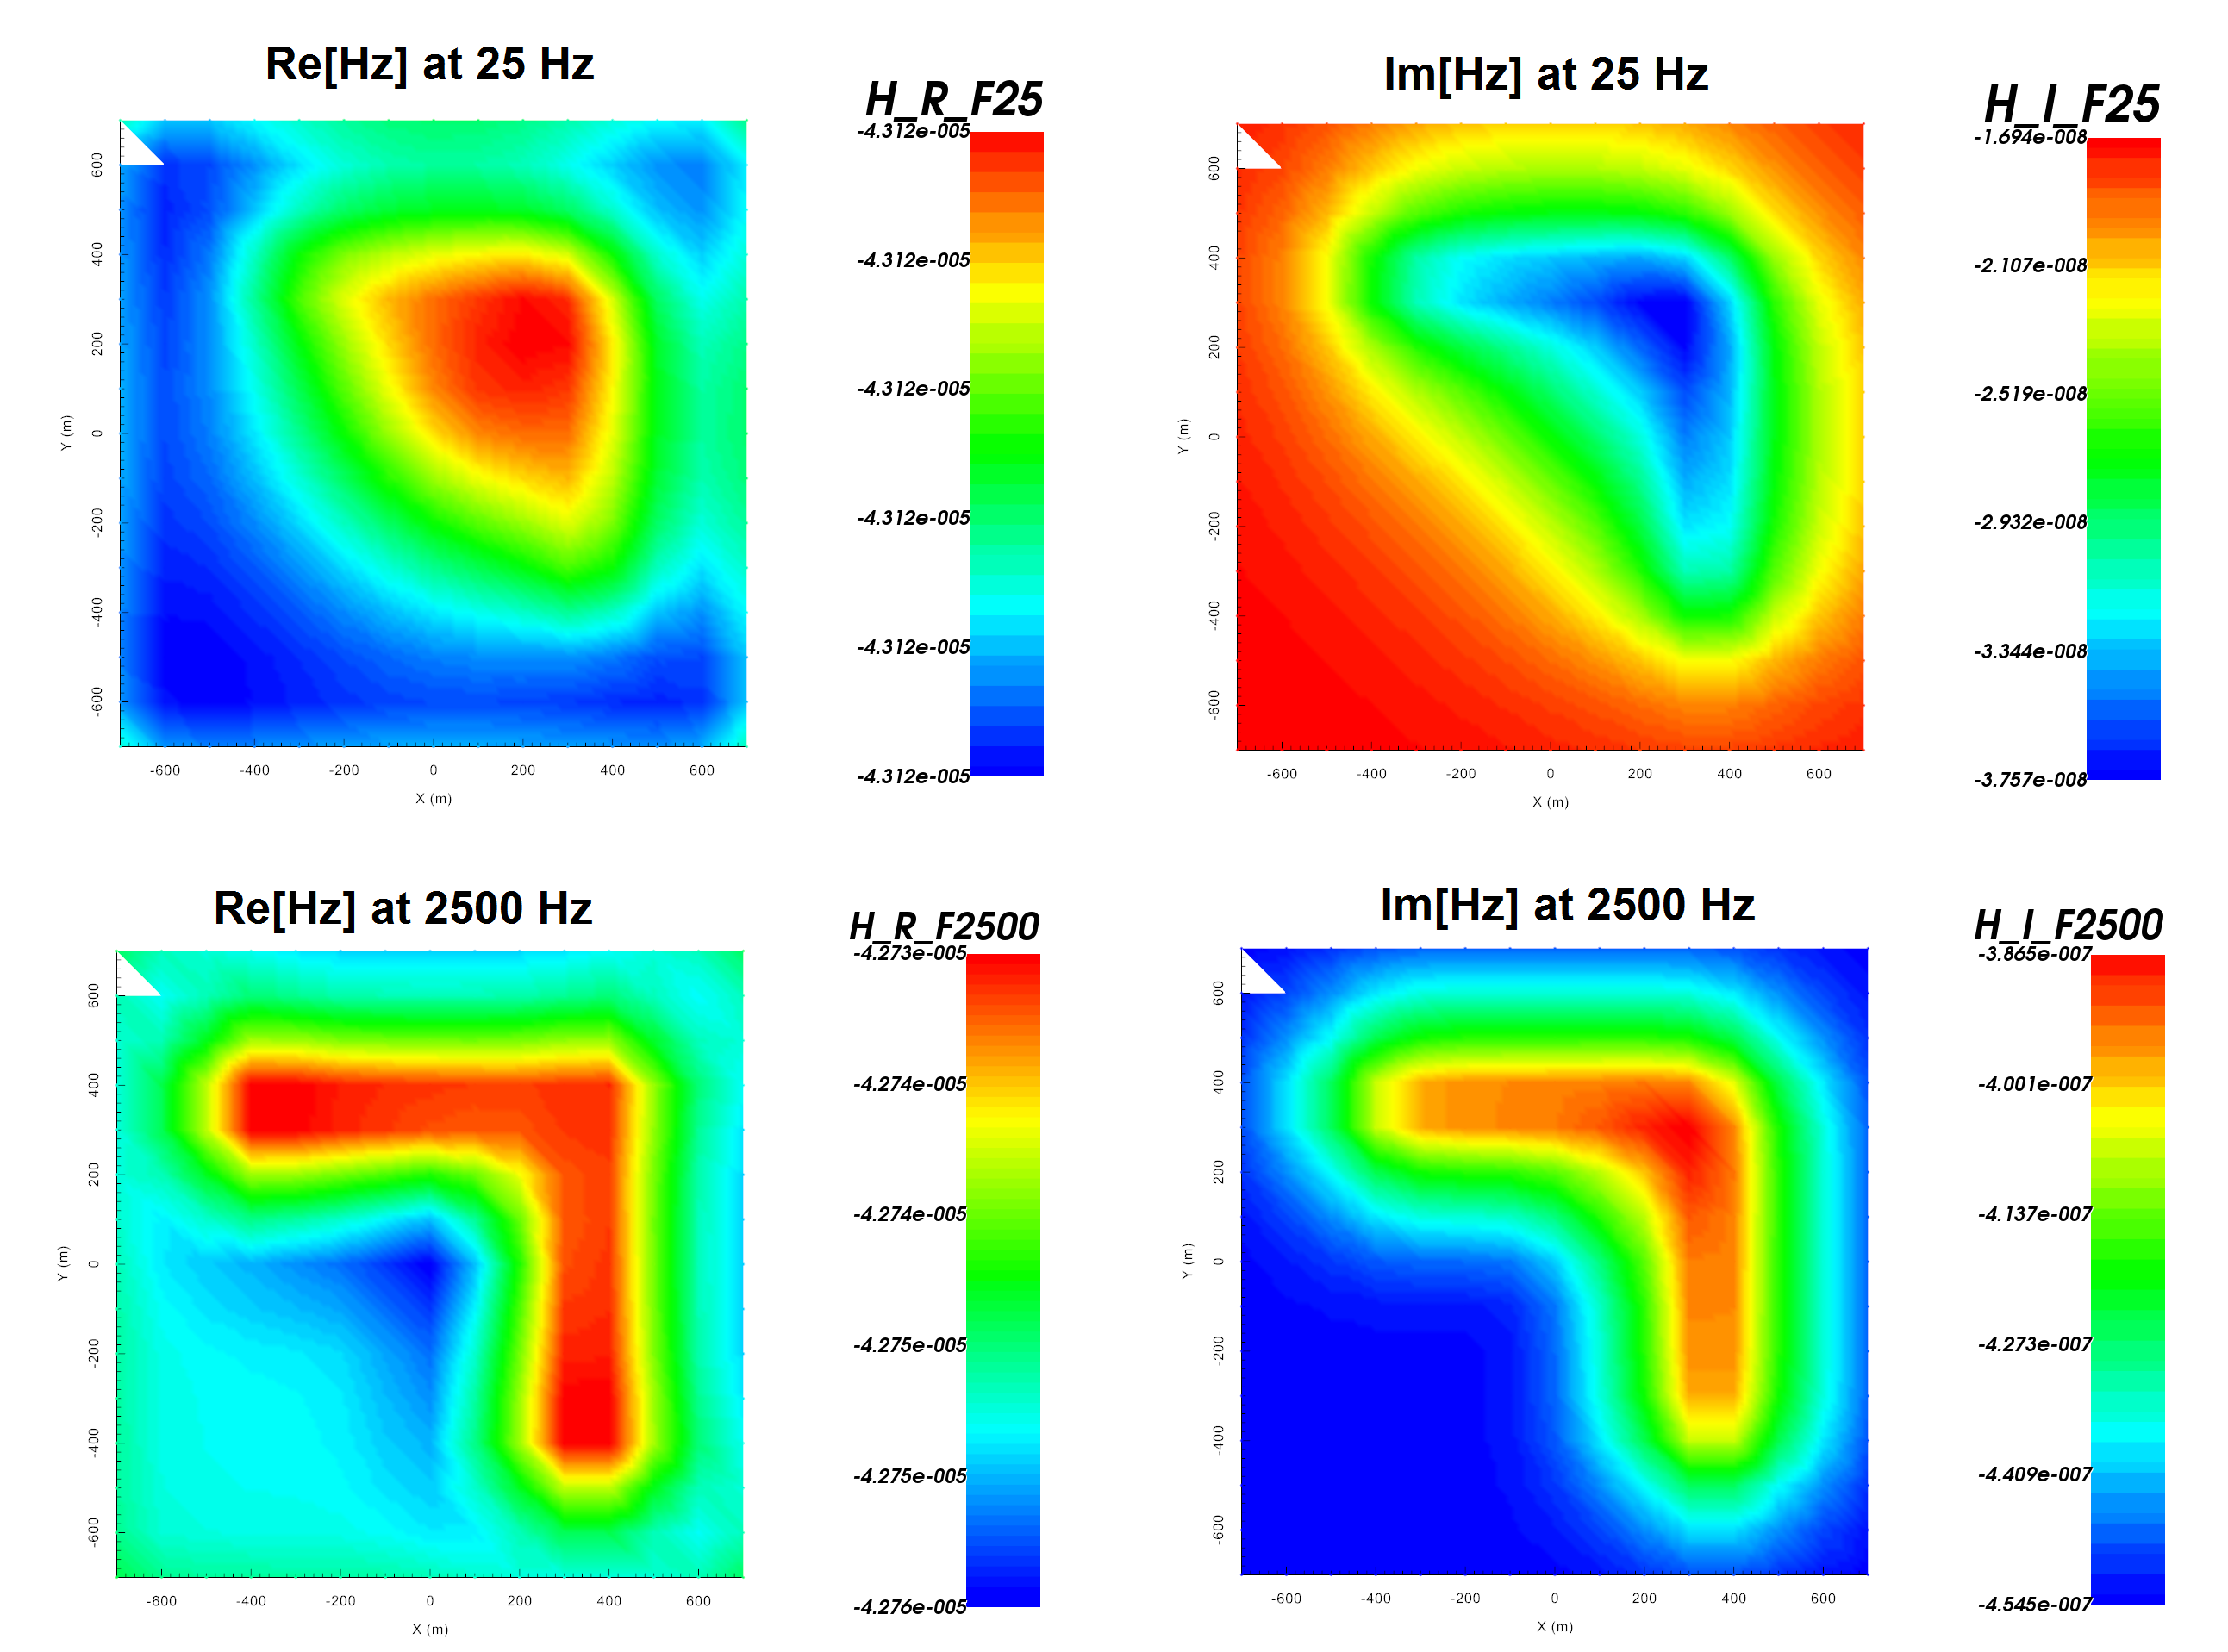 Re[Hz] at 25 Hz
H_R_F25
-4.312e-005
-4.312e-005
-4.312e-005
-4.312e-005
-4.312e-005
-4.312e-005
Y (m)
600
400
200
0
-200
-400
-600
-600 -400 -200 0 200 400 600
X (m)
Im[Hz] at 25 Hz
H_I_F25
-1.694e-008
-2.107e-008
-2.519e-008
-2.932e-008
-3.344e-008
-3.757e-008
Y (m)
600
400
200
0
-200
-400
-600
-600 -400 -200 0 200 400 600
X (m)
Re[Hz] at 2500 Hz
H_R_F2500
-4.273e-005
-4.274e-005
-4.274e-005
-4.275e-005
-4.275e-005
-4.276e-005
Y (m)
600
400
200
0
-200
-400
-600
-600 -400 -200 0 200 400 600
X (m)
Im[Hz] at 2500 Hz
H_I_F2500
-3.865e-007
-4.001e-007
-4.137e-007
-4.273e-007
-4.409e-007
-4.545e-007
Y (m)
600
400
200
0
-200
-400
-600
-600 -400 -200 0 200 400 600
X (m)